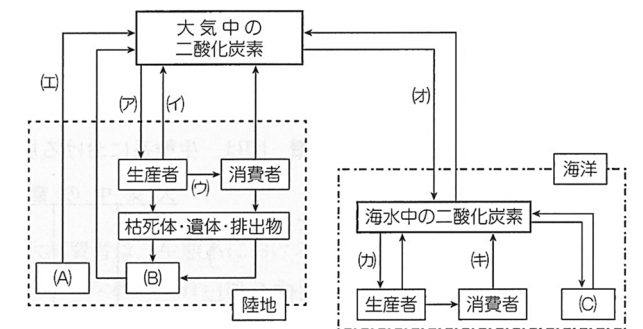 大気中の
二酸化炭素
(エ)
(ア)
(イ)
(オ)
生産者
(ウ)
消費者
枯死体・遺体・排出物
(A)
(B)
陸地
海洋
海水中の二酸化炭素
(カ)
(キ)
生産者
消費者
(C)